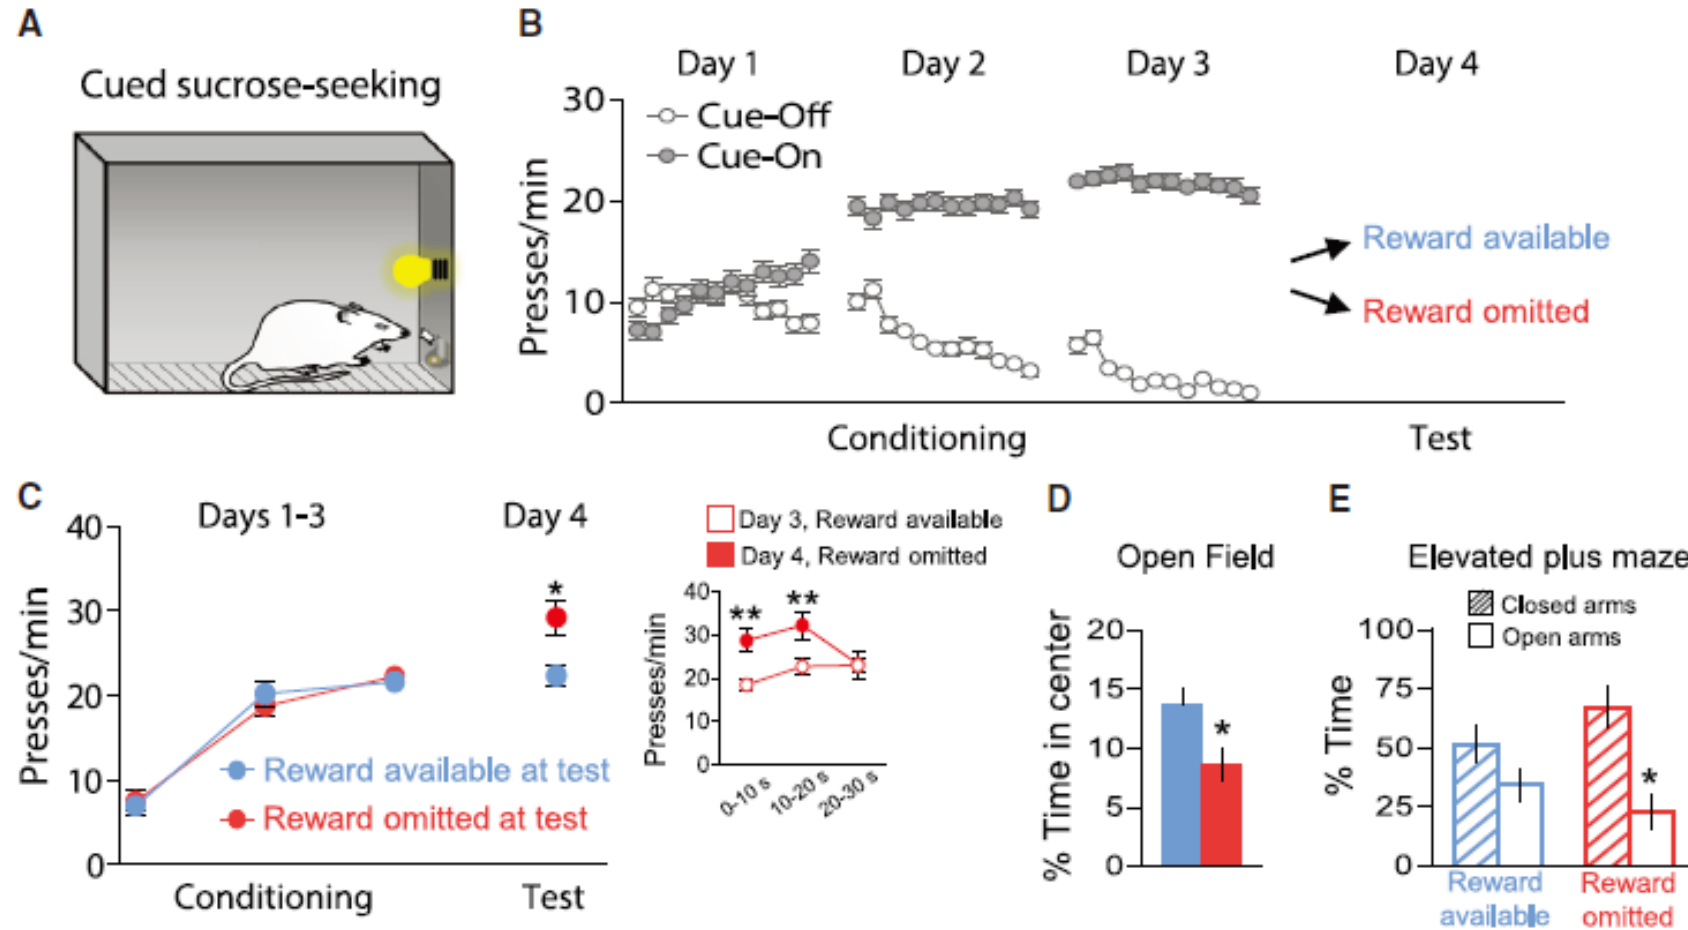 A
Cued sucrose-seeking
B
Day 1
Day 2
Day 3
Day 4
30
20
10
0
Presses/min
Cue-Off
Cue-On
Reward available
Reward omitted
Conditioning
Test
C
Days 1-3
Day 4
40
30
20
10
0
Presses/min
*
Reward available at test
Reward omitted at test
Conditioning
Test
Day 3, Reward available
Day 4, Reward omitted
40
30
20
10
0
Presses/min
**
**
0-10 s
10-20 s
20-30 s
D
Open Field
20
15
10
5
0
% Time in center
*
E
Elevated plus maze
Closed arms
Open arms
100
75
50
25
0
% Time
*
Reward
available
Reward
omitted